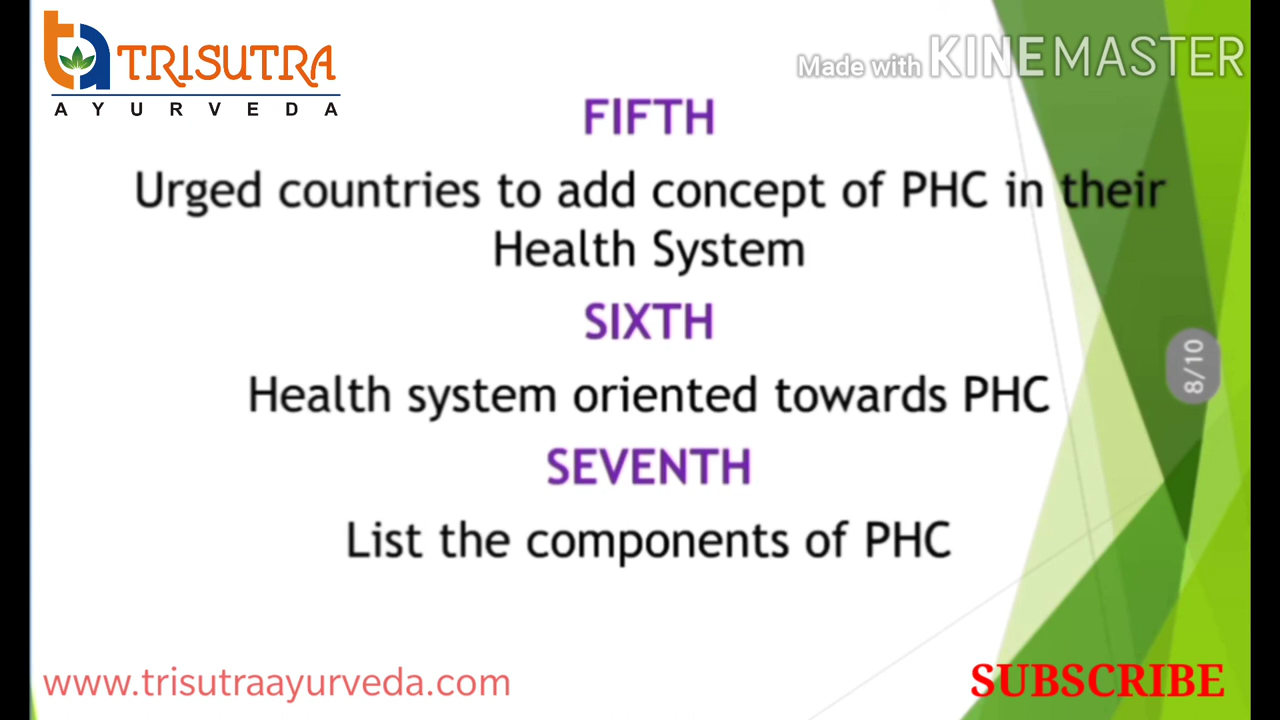 TRISUTRA
AYURVEDA
Made with KINEMASTER
FIFTH
Urged countries to add concept of PHC in their
Health System
SIXTH
Health system oriented towards PHC
8/10
SEVENTH
List the components of PHC
www.trisutraayurveda.com
SUBSCRIBE